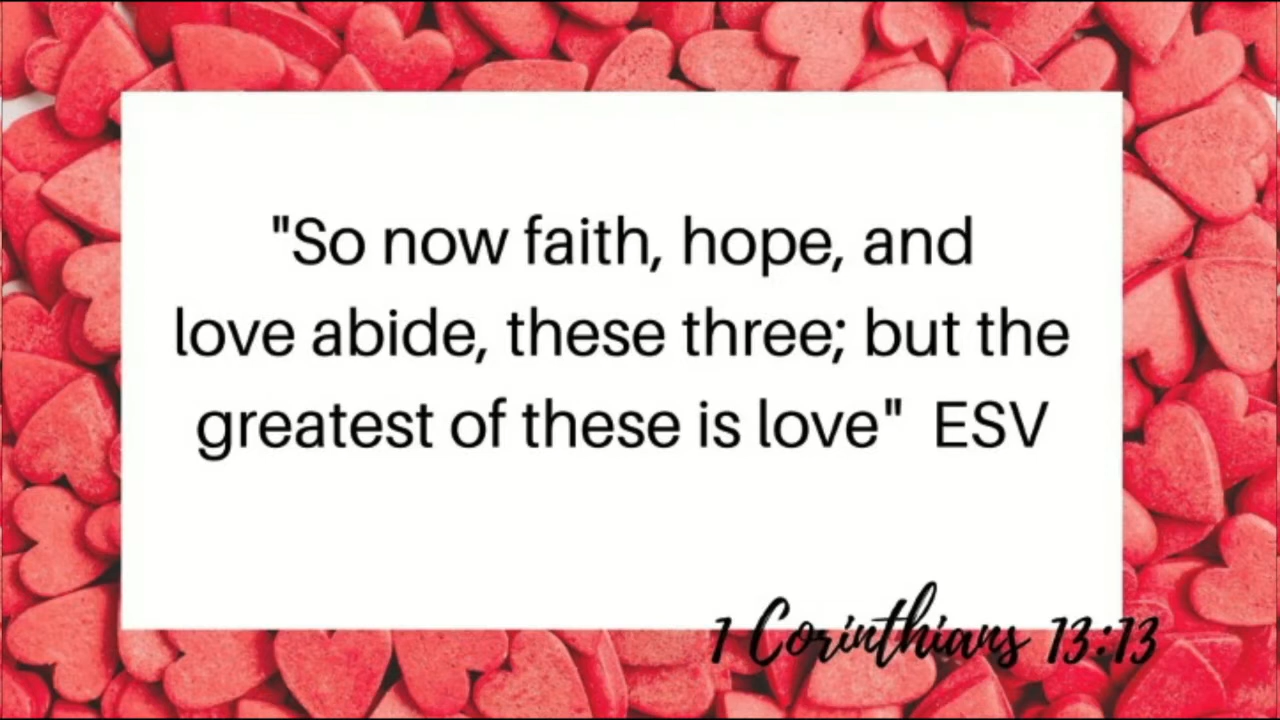 "So now faith, hope, and
love abide, these three; but the
greatest of these is love"  ESV
1 Corinthians 13:13